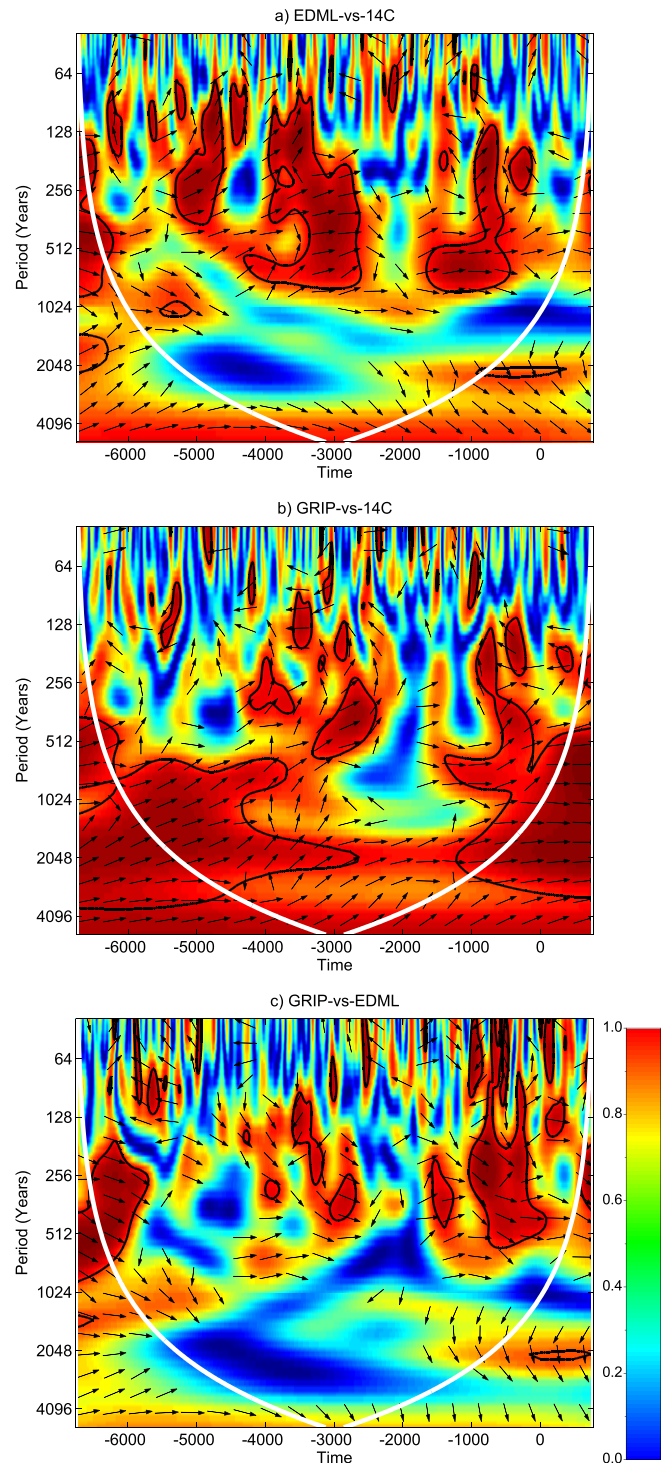 a) EDML-vs-14C
Period (Years)
64
128
256
512
1024
2048
4096
-6000 -5000 -4000 -3000 -2000 -1000 0
Time
b) GRIP-vs-14C
Period (Years)
64
128
256
512
1024
2048
4096
-6000 -5000 -4000 -3000 -2000 -1000 0
Time
c) GRIP-vs-EDML
Period (Years)
64
128
256
512
1024
2048
4096
-6000 -5000 -4000 -3000 -2000 -1000 0
Time
1.0
0.8
0.6
0.4
0.2
0.0